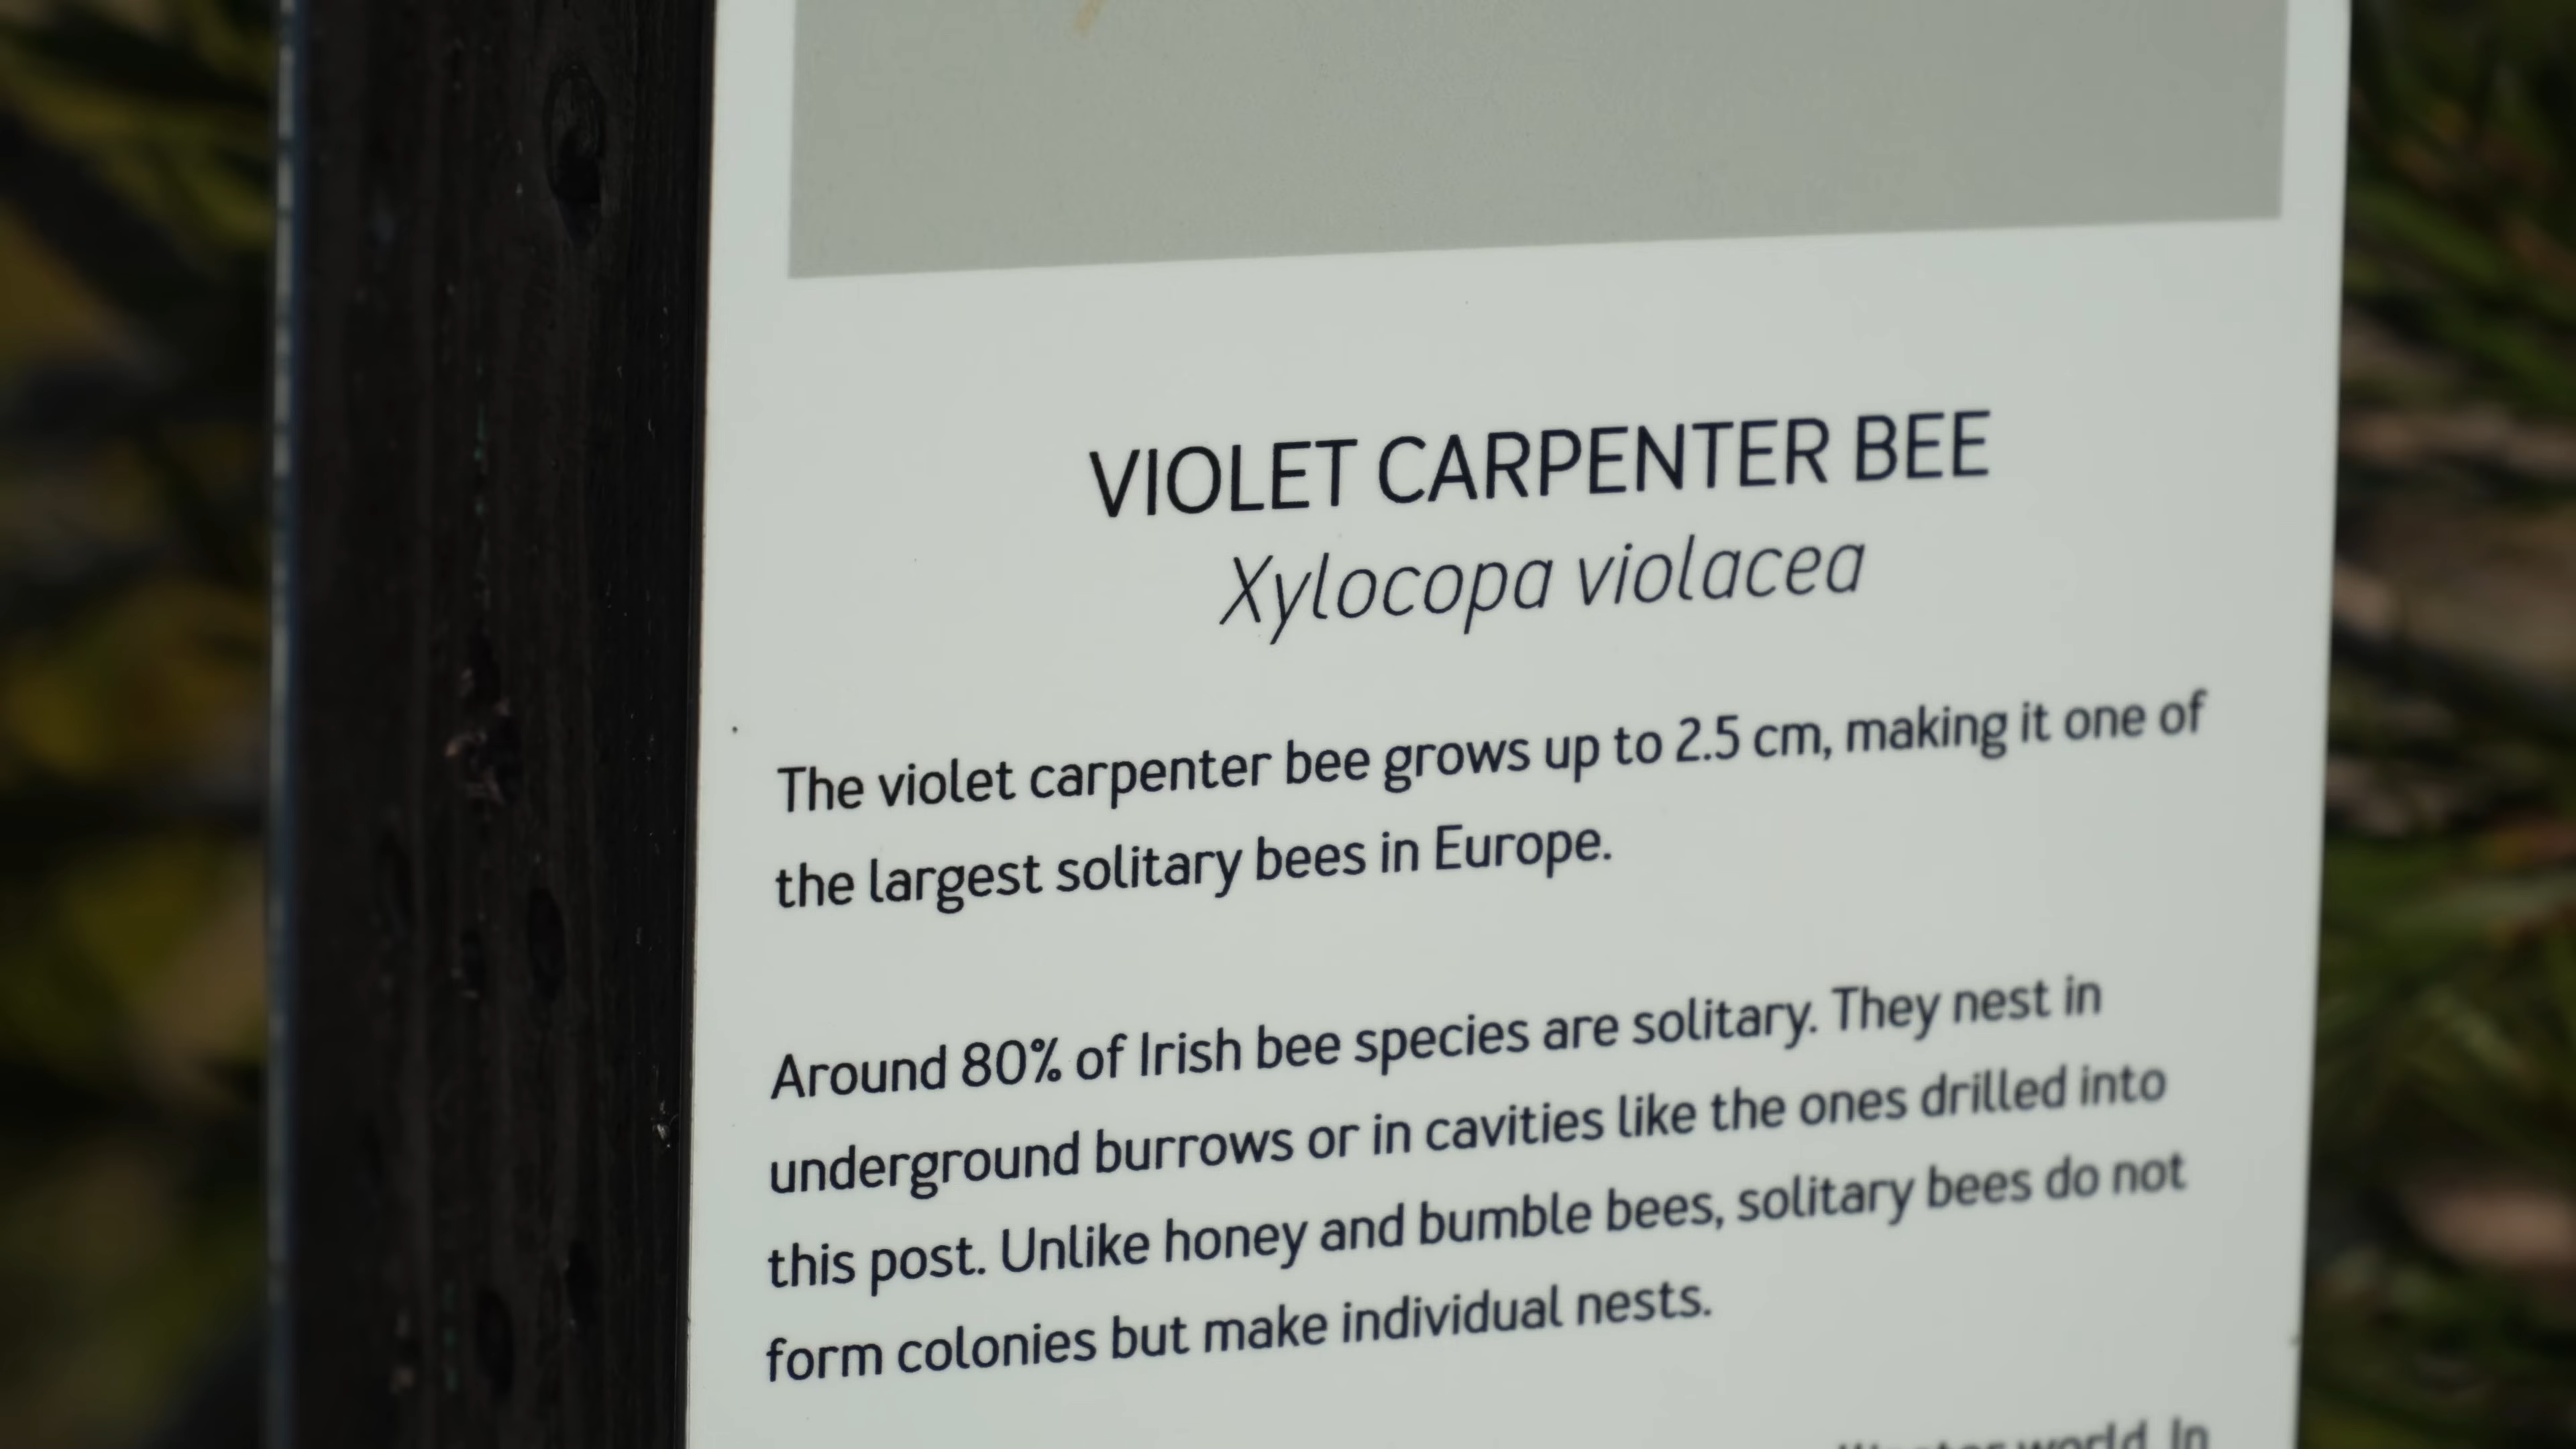 VIOLET CARPENTER BEE
Xylocopa violacea
The violet carpenter bee grows up to 2.5 cm, making it one of
the largest solitary bees in Europe.
Around 80% of Irish bee species are solitary. They nest in
underground burrows or in cavities like the ones drilled into
this post. Unlike honey and bumble bees, solitary bees do not
form colonies but make individual nests.
world. In